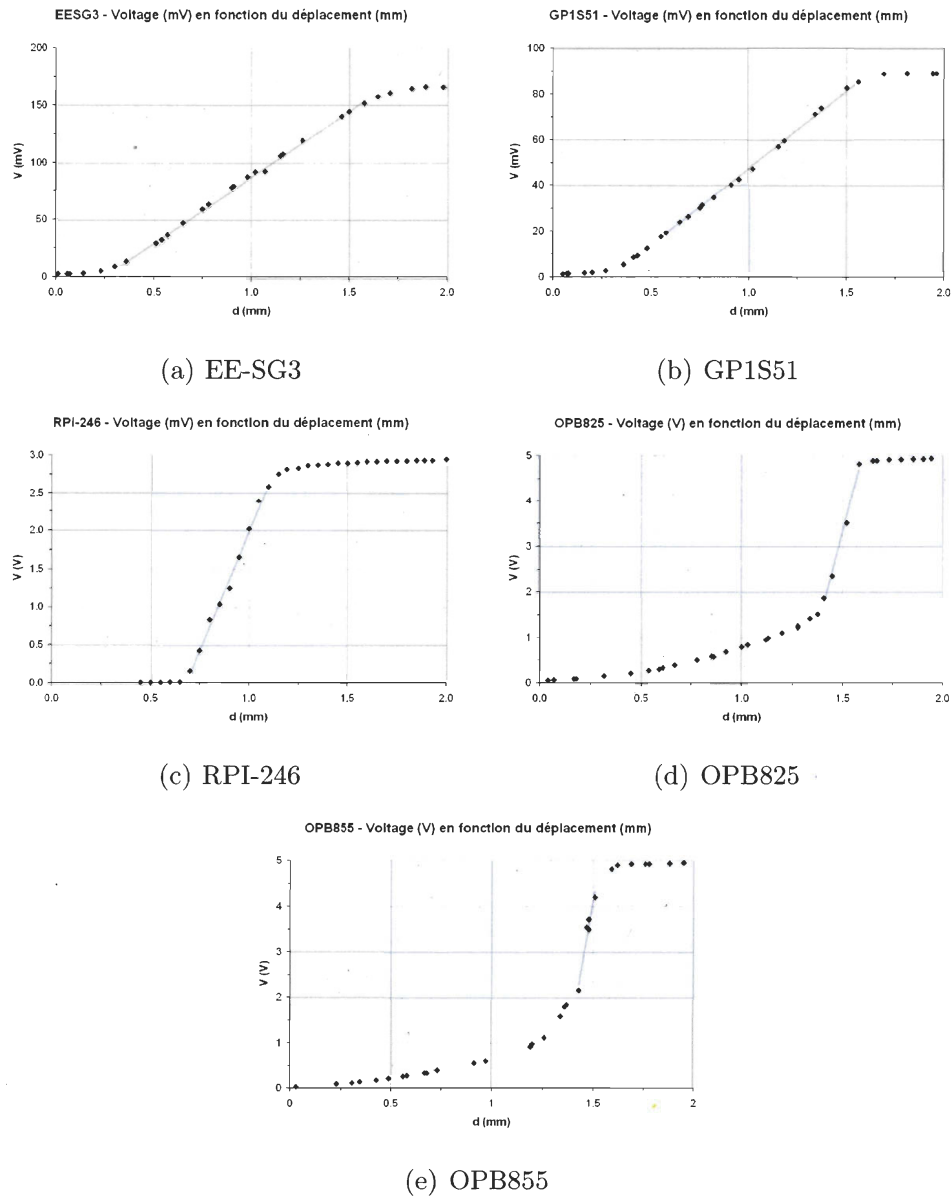 EESG3 - Voltage (mV) en fonction du déplacement (mm)
200
150
100
50
0
V (mV)
0.0 0.5 1.0 1.5 2.0
d (mm)
(a) EE-SG3
GP1S51 - Voltage (mV) en fonction du déplacement (mm)
100
80
60
40
20
0
V (mV)
0.0 0.5 1.0 1.5 2.0
d (mm)
(b) GP1S51
RPI-246 - Voltage (mV) en fonction du déplacement (mm)
3.0
2.5
2.0
1.5
1.0
0.5
0.0
V (V)
0.0 0.5 1.0 1.5 2.0
d (mm)
(c) RPI-246
OPB825 - Voltage (V) en fonction du déplacement (mm)
5
4
3
2
1
0
V (V)
0.0 0.5 1.0 1.5 2.0
d (mm)
(d) OPB825
OPB855 - Voltage (V) en fonction du déplacement (mm)
5
4
3
2
1
0
V (V)
0 0.5 1 1.5 2
d (mm)
(e) OPB855